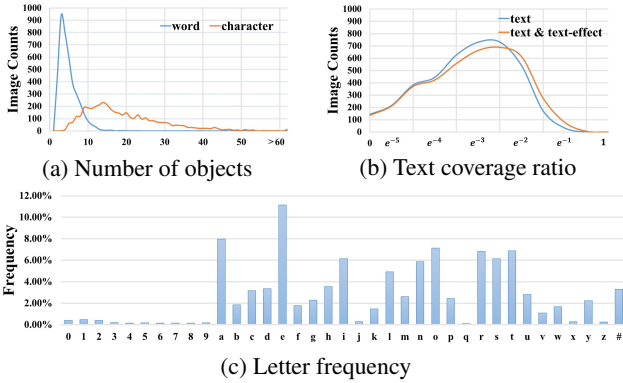 1000
900
800
700
600
500
400
300
200
100
0
Image Counts
word character
1 10 20 30 40 50 >60
(a) Number of objects
1000
900
800
700
600
500
400
300
200
100
0
Image Counts
text
text & text-effect
0 e⁻⁵ e⁻⁴ e⁻³ e⁻² e⁻¹ 1
(b) Text coverage ratio
12.00%
10.00%
8.00%
6.00%
4.00%
2.00%
0.00%
Frequency
0 1 2 3 4 5 6 7 8 9 a b c d e f g h i j k l m n o p q r s t u v w x y z #
(c) Letter frequency